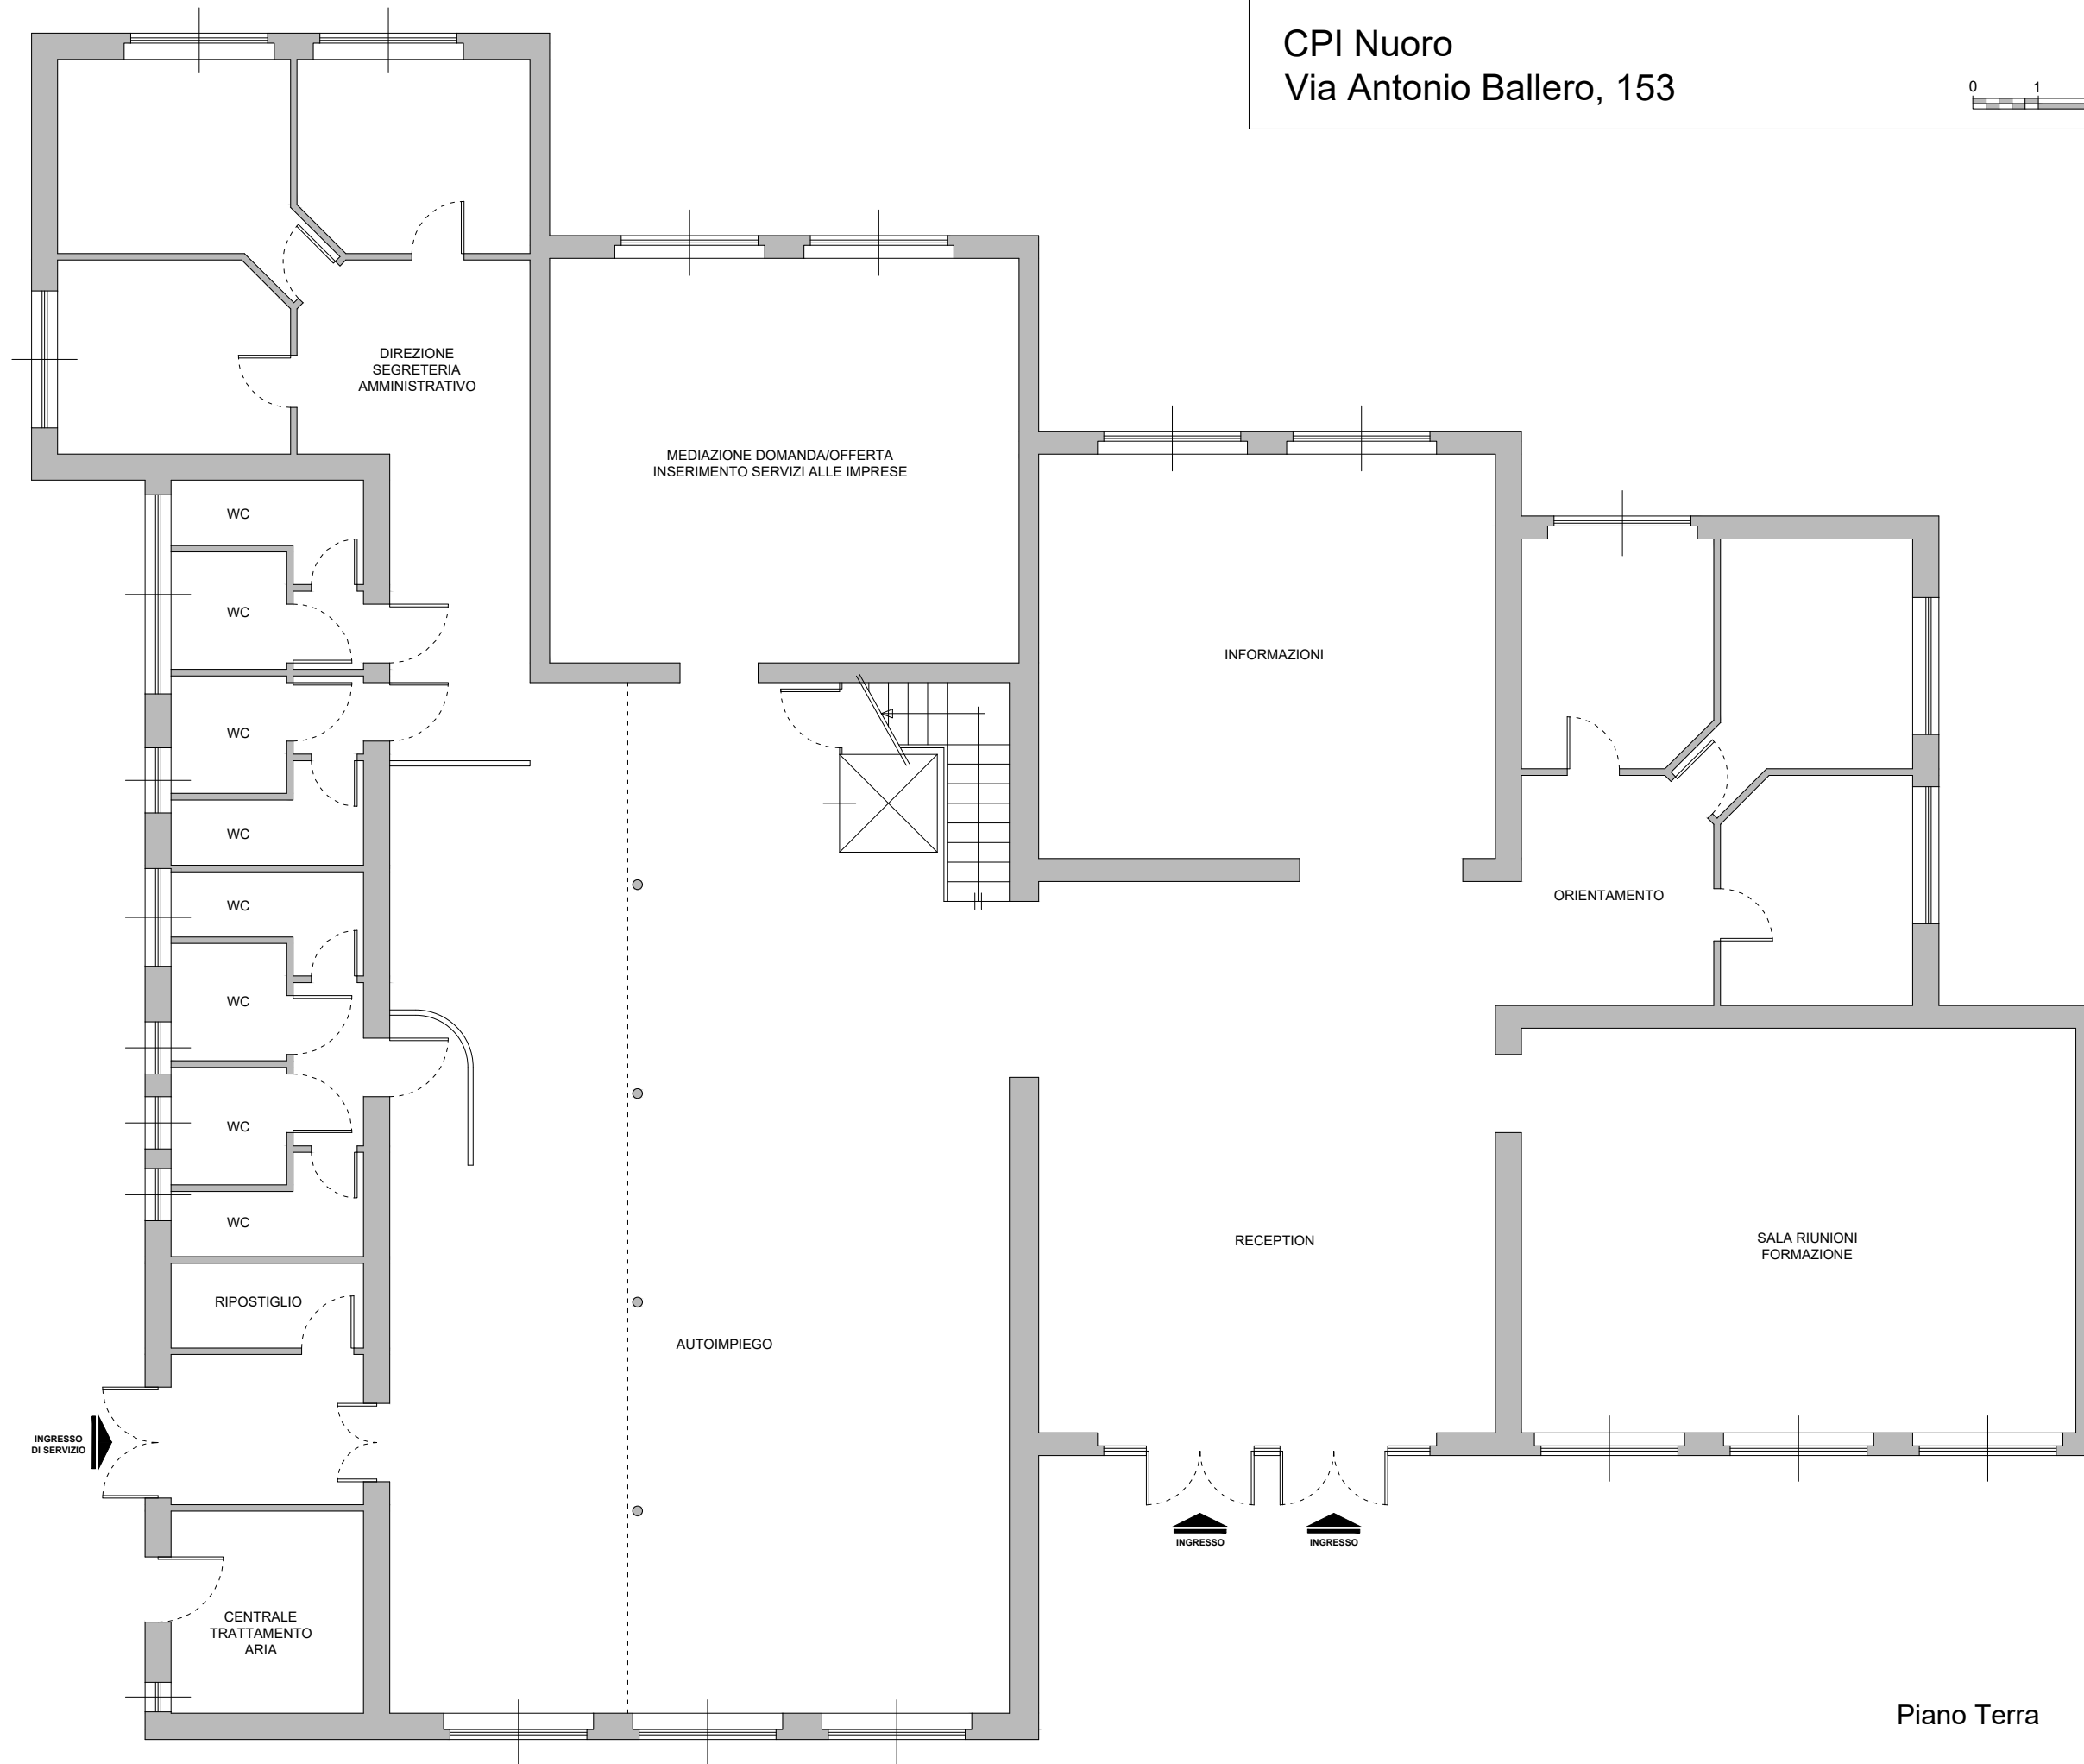 CPI Nuoro
Via Antonio Ballero, 153
0 1
DIREZIONE
SEGRETERIA
AMMINISTRATIVO
MEDIAZIONE DOMANDA/OFFERTA
INSERIMENTO SERVIZI ALLE IMPRESE
WC
WC
INFORMAZIONI
WC
WC
ORIENTAMENTO
WC
WC
WC
WC
RECEPTION
SALA RIUNIONI
FORMAZIONE
RIPOSTIGLIO
AUTOIMPIEGO
INGRESSO
DI SERVIZIO
INGRESSO
INGRESSO
CENTRALE
TRATTAMENTO
ARIA
Piano Terra